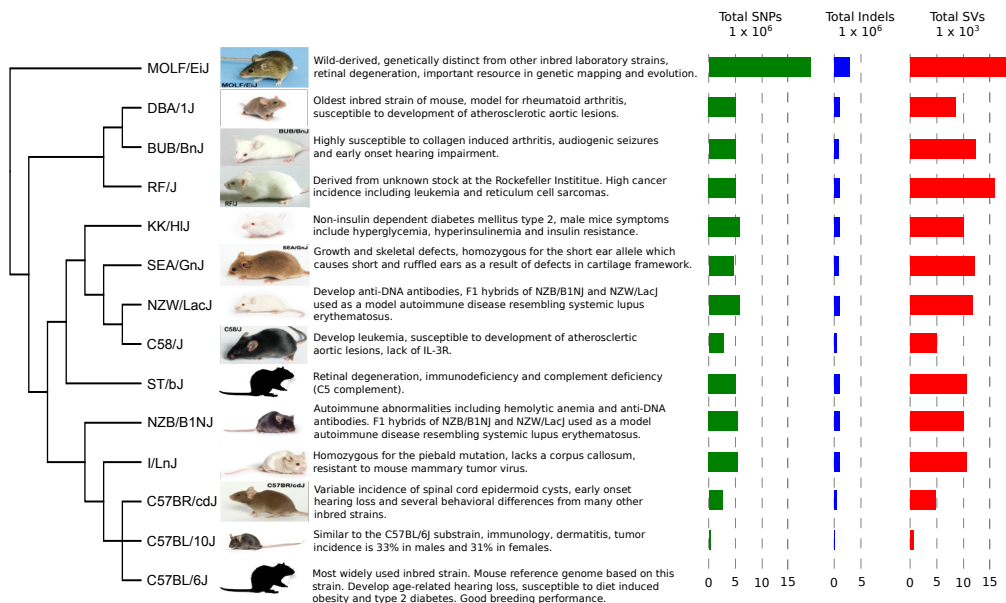 Total SNPs
1 x 10⁶
Total Indels
1 x 10⁶
Total SVs
1 x 10³
MOLF/EiJ
MOLF/EiJ
Wild-derived, genetically distinct from other inbred laboratory strains,
retinal degeneration, important resource in genetic mapping and evolution.
DBA/1J
Oldest inbred strain of mouse, model for rheumatoid arthritis,
susceptible to development of atherosclerotic aortic lesions.
BUB/BnJ
BUB/BnJ
Highly susceptible to collagen induced arthritis, audiogenic seizures
and early onset hearing impairment.
RF/J
RF/J
Derived from unknown stock at the Rockefeller Instititue. High cancer
incidence including leukemia and reticulum cell sarcomas.
KK/HIJ
Non-insulin dependent diabetes mellitus type 2, male mice symptoms
include hyperglycemia, hyperinsulinemia and insulin resistance.
SEA/GnJ
SEA/GnJ
Growth and skeletal defects, homozygous for the short ear allele which
causes short and ruffled ears as a result of defects in cartilage framework.
NZW/LacJ
Develop anti-DNA antibodies, F1 hybrids of NZB/B1NJ and NZW/LacJ
used as a model autoimmune disease resembling systemic lupus
erythematosus.
C58/J
C58/J
Develop leukemia, susceptible to development of atherosclertic
aortic lesions, lack of IL-3R.
ST/bJ
Retinal degeneration, immunodeficiency and complement deficiency
(C5 complement).
NZB/B1NJ
Autoimmune abnormalities including hemolytic anemia and anti-DNA
antibodies. F1 hybrids of NZB/B1NJ and NZW/LacJ used as a model
autoimmune disease resembling systemic lupus erythematosus.
I/LnJ
Homozygous for the piebald mutation, lacks a corpus callosum,
resistant to mouse mammary tumor virus.
C57BR/cdJ
C57BR/cdJ
Variable incidence of spinal cord epidermoid cysts, early onset
hearing loss and several behavioral differences from many other
inbred strains.
C57BL/10J
Similar to the C57BL/6J substrain, immunology, dermatitis, tumor
incidence is 33% in males and 31% in females.
C57BL/6J
Most widely used inbred strain. Mouse reference genome based on this
strain. Develop age-related hearing loss, susceptible to diet induced
obesity and type 2 diabetes. Good breeding performance.
0 5 10 15
0 5 10
0 5 10 15